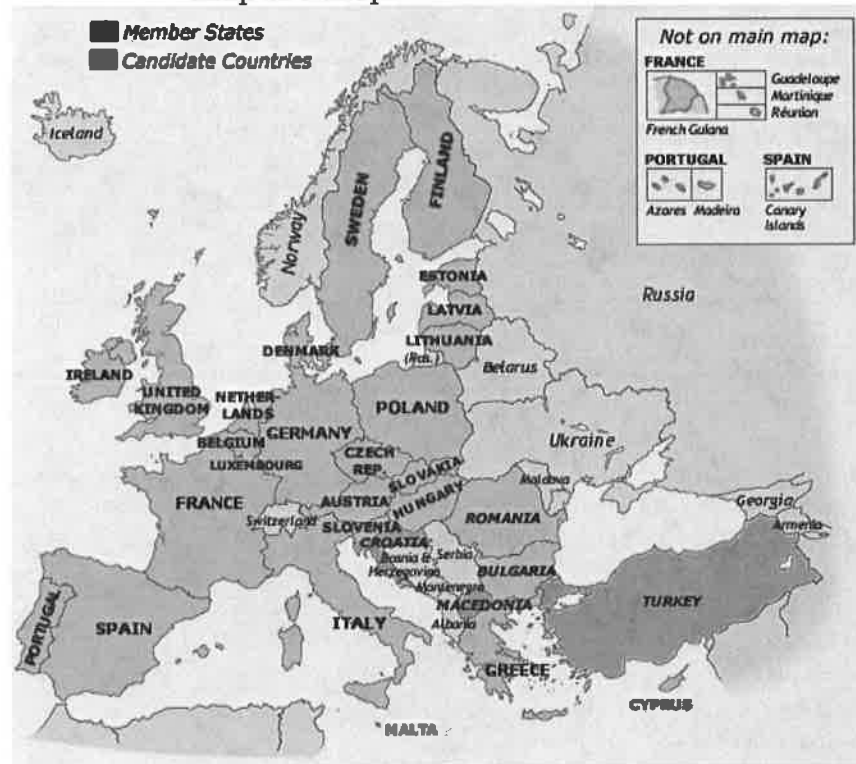 Member States
Candidate Countries
Not on main map:
FRANCE
Guadeloupe
Martinique
Réunion
French Guiana
PORTUGAL
SPAIN
Azores
Madeira
Canary
Islands
Iceland
Norway
SWEDEN
FINLAND
Russia
ESTONIA
LATVIA
LITHUANIA
(Rus.)
DENMARK
Belarus
IRELAND
UNITED
KINGDOM
NETHER-
LANDS
POLAND
GERMANY
BELGIUM
LUXEMBOURG
CZECH
REP.
SLOVAKIA
Ukraine
Moldova
FRANCE
Switzerland
AUSTRIA
HUNGARY
SLOVENIA
ROMANIA
CROATIA
Bosnia &
Herzegovina
Serbia
Montenegro
BULGARIA
MACEDONIA
Albania
Georgia
Armenia
TURKEY
PORTUGAL
SPAIN
ITALY
GREECE
CYPRUS
MALTA